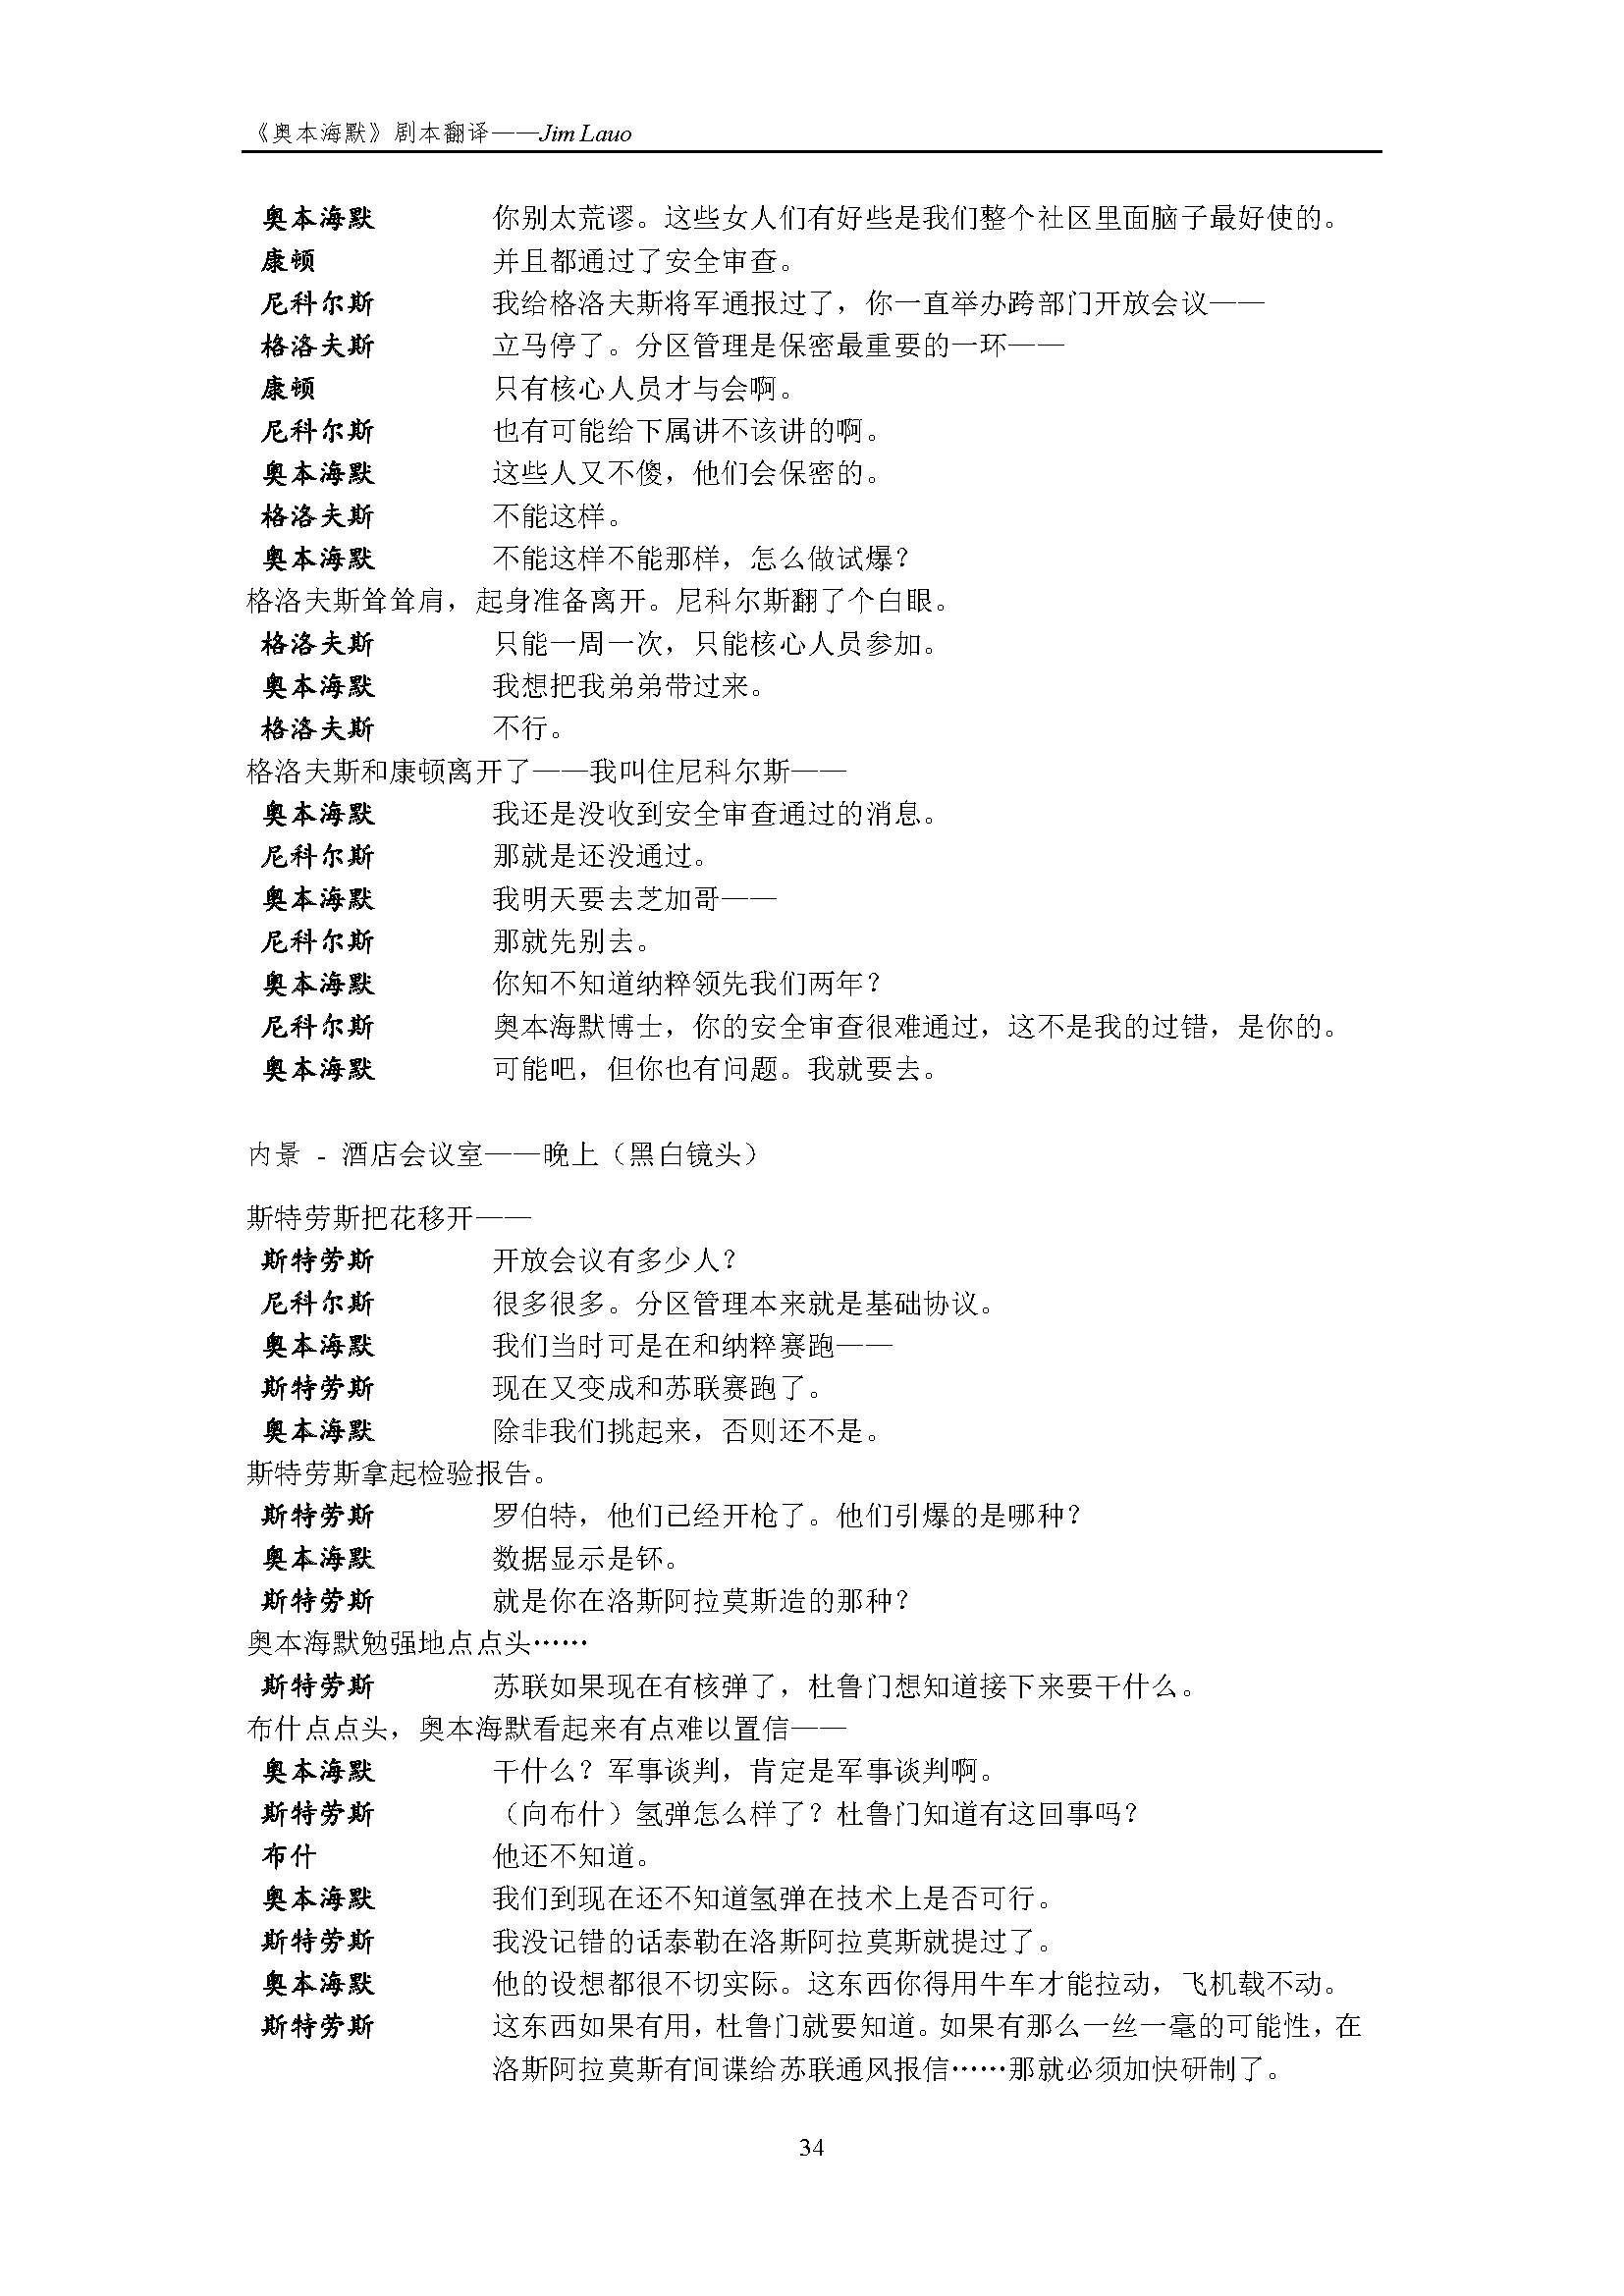 《奥本海默》剧本翻译——Jim Lauo
奥本海默 你别太荒谬。这些女人们有好些是我们整个社区里面脑子最好使的。
康顿 并且都通过了安全审查。
尼科尔斯 我给格洛夫斯将军通报过了，你一直举办跨部门开放会议——
格洛夫斯 立马停了。分区管理是保密最重要的一环——
康顿 只有核心人员才与会啊。
尼科尔斯 也有可能给下属讲不该讲的啊。
奥本海默 这些人又不傻，他们会保密的。
格洛夫斯 不能这样。
奥本海默 不能这样不能那样，怎么做试爆？
格洛夫斯耸耸肩，起身准备离开。尼科尔斯翻了个白眼。
格洛夫斯 只能一周一次，只能核心人员参加。
奥本海默 我想把我弟弟带过来。
格洛夫斯 不行。
格洛夫斯和康顿离开了——我叫住尼科尔斯——
奥本海默 我还是没收到安全审查通过的消息。
尼科尔斯 那就是还没通过。
奥本海默 我明天要去芝加哥——
尼科尔斯 那就先别去。
奥本海默 你知不知道纳粹领先我们两年？
尼科尔斯 奥本海默博士，你的安全审查很难通过，这不是我的过错，是你的。
奥本海默 可能吧，但你也有问题。我就要去。
内景 - 酒店会议室——晚上（黑白镜头）
斯特劳斯把花移开——
斯特劳斯 开放会议有多少人？
尼科尔斯 很多很多。分区管理本来就是基础协议。
奥本海默 我们当时可是在和纳粹赛跑——
斯特劳斯 现在又变成和苏联赛跑了。
奥本海默 除非我们挑起来，否则还不是。
斯特劳斯拿起检验报告。
斯特劳斯 罗伯特，他们已经开枪了。他们引爆的是哪种？
奥本海默 数据显示是钚。
斯特劳斯 就是你在洛斯阿拉莫斯造的那种？
奥本海默勉强地点点头……
斯特劳斯 苏联如果现在有核弹了，杜鲁门想知道接下来要干什么。
布什点点头，奥本海默看起来有点难以置信——
奥本海默 干什么？军事谈判，肯定是军事谈判啊。
斯特劳斯 （向布什）氢弹怎么样了？杜鲁门知道有这回事吗？
布什 他还不知道。
奥本海默 我们到现在还不知道氢弹在技术上是否可行。
斯特劳斯 我没记错的话泰勒在洛斯阿拉莫斯就提过了。
奥本海默 他的设想都很不切实际。这东西你得用牛车才能拉动，飞机载不动。
斯特劳斯 这东西如果有用，杜鲁门就要知道。如果有那么一丝一毫的可能性，在
洛斯阿拉莫斯有间谍给苏联通风报信……那就必须加快研制了。
34